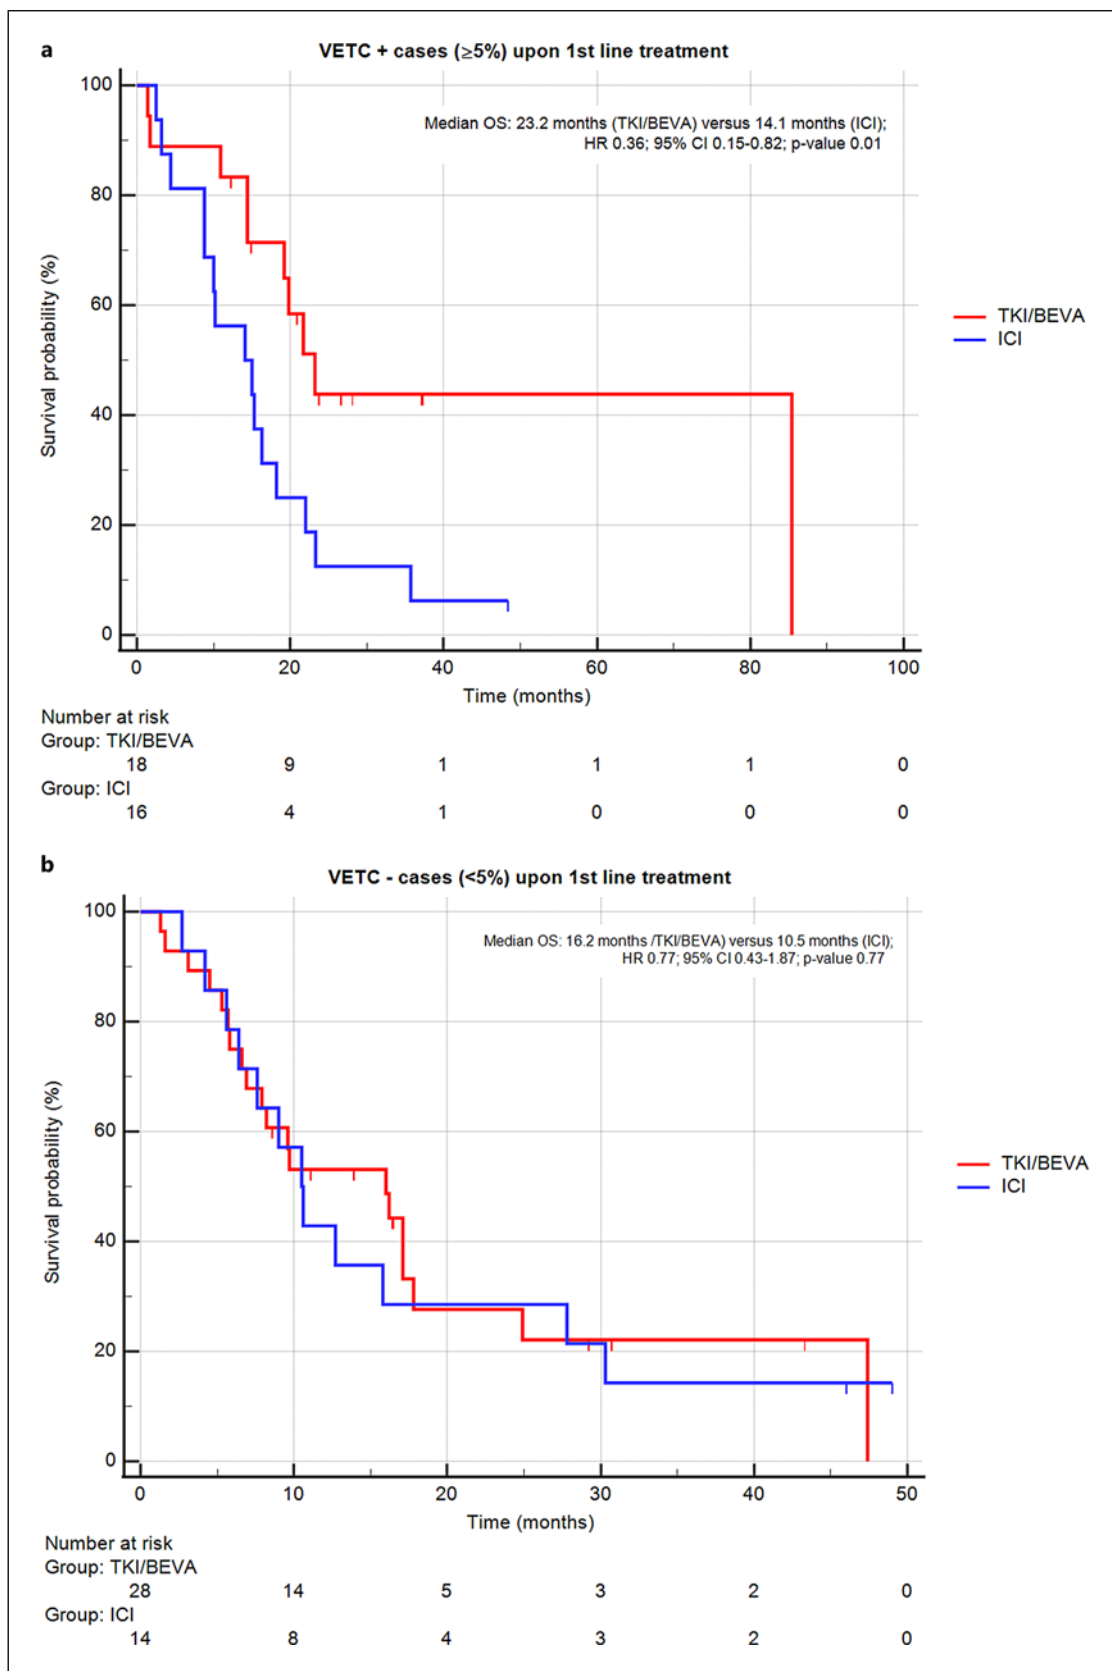 a
VETC + cases (≥5%) upon 1st line treatment
Median OS: 23.2 months (TKI/BEVA) versus 14.1 months (ICI);
HR 0.36; 95% CI 0.15-0.82; p-value 0.01
100
80
60
40
20
0
Survival probability (%)
TKI/BEVA
ICI
0 20 40 60 80 100
Time (months)
Number at risk
Group: TKI/BEVA
18 9 1 1 1 0
Group: ICI
16 4 1 0 0 0
b
VETC - cases (<5%) upon 1st line treatment
Median OS: 16.2 months /TKI/BEVA) versus 10.5 months (ICI);
HR 0.77; 95% CI 0.43-1.87; p-value 0.77
100
80
60
40
20
0
Survival probability (%)
TKI/BEVA
ICI
0 10 20 30 40 50
Time (months)
Number at risk
Group: TKI/BEVA
28 14 5 3 2 0
Group: ICI
14 8 4 3 2 0